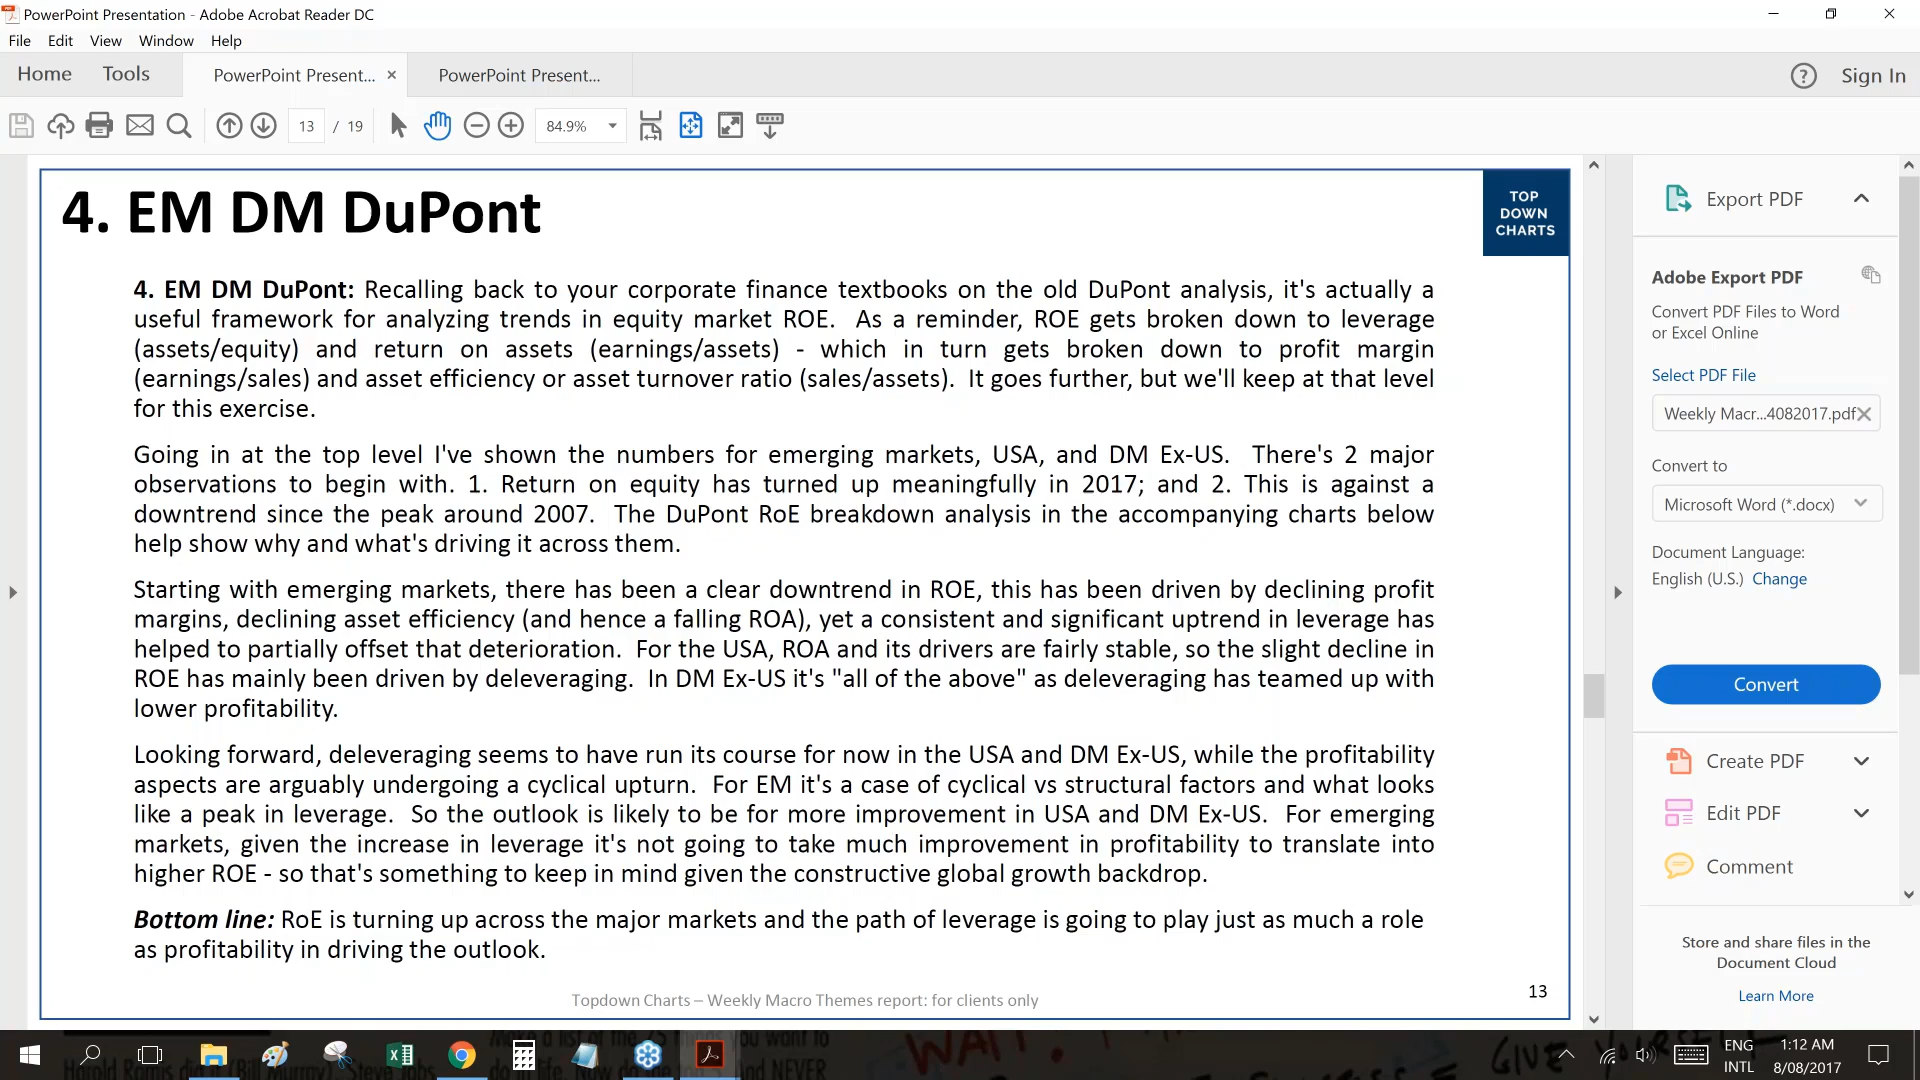 PowerPoint Presentation - Adobe Acrobat Reader DC
File Edit View Window Help
Home Tools PowerPoint Present... × PowerPoint Present... ? Sign In
13 / 19 84.9%
4. EM DM DuPont
TOP
DOWN
CHARTS
4. EM DM DuPont: Recalling back to your corporate finance textbooks on the old DuPont analysis, it's actually a
useful framework for analyzing trends in equity market ROE. As a reminder, ROE gets broken down to leverage
(assets/equity) and return on assets (earnings/assets) - which in turn gets broken down to profit margin
(earnings/sales) and asset efficiency or asset turnover ratio (sales/assets). It goes further, but we'll keep at that level
for this exercise.
Going in at the top level I've shown the numbers for emerging markets, USA, and DM Ex-US. There's 2 major
observations to begin with. 1. Return on equity has turned up meaningfully in 2017; and 2. This is against a
downtrend since the peak around 2007. The DuPont RoE breakdown analysis in the accompanying charts below
help show why and what's driving it across them.
Starting with emerging markets, there has been a clear downtrend in ROE, this has been driven by declining profit
margins, declining asset efficiency (and hence a falling ROA), yet a consistent and significant uptrend in leverage has
helped to partially offset that deterioration. For the USA, ROA and its drivers are fairly stable, so the slight decline in
ROE has mainly been driven by deleveraging. In DM Ex-US it's "all of the above" as deleveraging has teamed up with
lower profitability.
Looking forward, deleveraging seems to have run its course for now in the USA and DM Ex-US, while the profitability
aspects are arguably undergoing a cyclical upturn. For EM it's a case of cyclical vs structural factors and what looks
like a peak in leverage. So the outlook is likely to be for more improvement in USA and DM Ex-US. For emerging
markets, given the increase in leverage it's not going to take much improvement in profitability to translate into
higher ROE - so that's something to keep in mind given the constructive global growth backdrop.
Bottom line: RoE is turning up across the major markets and the path of leverage is going to play just as much a role
as profitability in driving the outlook.
Topdown Charts – Weekly Macro Themes report: for clients only
13
Export PDF
Adobe Export PDF
Convert PDF Files to Word
or Excel Online
Select PDF File
Weekly Macr...4082017.pdf
Convert to
Microsoft Word (*.docx)
Document Language:
English (U.S.) Change
Convert
Create PDF
Edit PDF
Comment
Store and share files in the
Document Cloud
Learn More
ENG
INTL
1:12 AM
8/08/2017